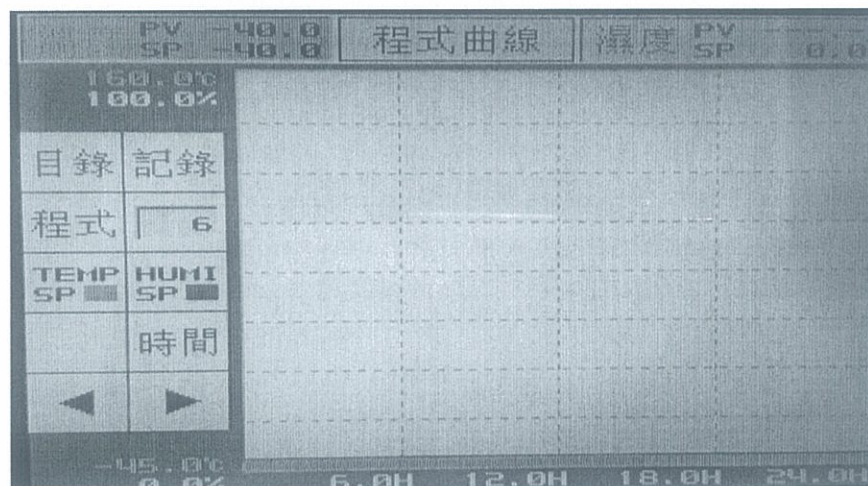 PV -40.0 程式曲線 濕度 PV
SP -40.0 SP 0.0
160.0℃
100.0%
目錄 記錄
程式 6
TEMP HUMI
SP SP
時間
-45.0℃
0.0% 6.0H 12.0H 18.0H 24.0H